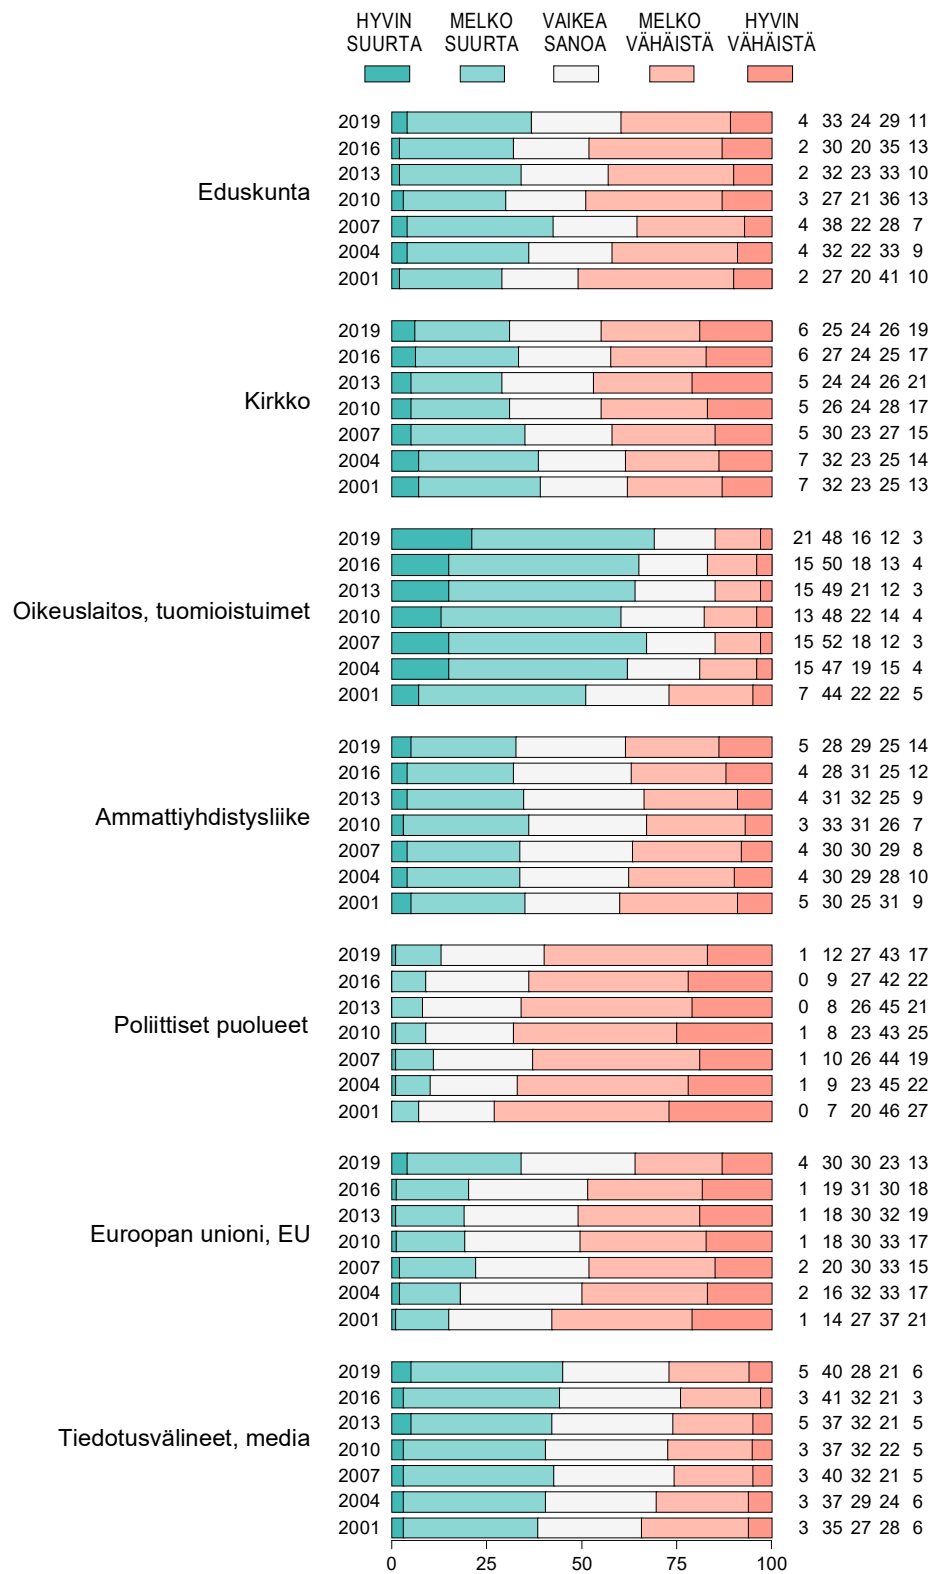 HYVIN MELKO VAIKEA MELKO HYVIN
SUURTA SUURTA SANOA VÄHÄISTÄ VÄHÄISTÄ
2019 4 33 24 29 11
2016 2 30 20 35 13
2013 2 32 23 33 10
Eduskunta 2010 3 27 21 36 13
2007 4 38 22 28 7
2004 4 32 22 33 9
2001 2 27 20 41 10
2019 6 25 24 26 19
2016 6 27 24 25 17
2013 5 24 24 26 21
Kirkko 2010 5 26 24 28 17
2007 5 30 23 27 15
2004 7 32 23 25 14
2001 7 32 23 25 13
2019 21 48 16 12 3
2016 15 50 18 13 4
2013 15 49 21 12 3
Oikeuslaitos, tuomioistuimet 2010 13 48 22 14 4
2007 15 52 18 12 3
2004 15 47 19 15 4
2001 7 44 22 22 5
2019 5 28 29 25 14
2016 4 28 31 25 12
2013 4 31 32 25 9
Ammattiyhdistysliike 2010 3 33 31 26 7
2007 4 30 30 29 8
2004 4 30 29 28 10
2001 5 30 25 31 9
2019 1 12 27 43 17
2016 0 9 27 42 22
2013 0 8 26 45 21
Poliittiset puolueet 2010 1 8 23 43 25
2007 1 10 26 44 19
2004 1 9 23 45 22
2001 0 7 20 46 27
2019 4 30 30 23 13
2016 1 19 31 30 18
2013 1 18 30 32 19
Euroopan unioni, EU 2010 1 18 30 33 17
2007 2 20 30 33 15
2004 2 16 32 33 17
2001 1 14 27 37 21
2019 5 40 28 21 6
2016 3 41 32 21 3
2013 5 37 32 21 5
Tiedotusvälineet, media 2010 3 37 32 22 5
2007 3 40 32 21 5
2004 3 37 29 24 6
2001 3 35 27 28 6
0 25 50 75 100